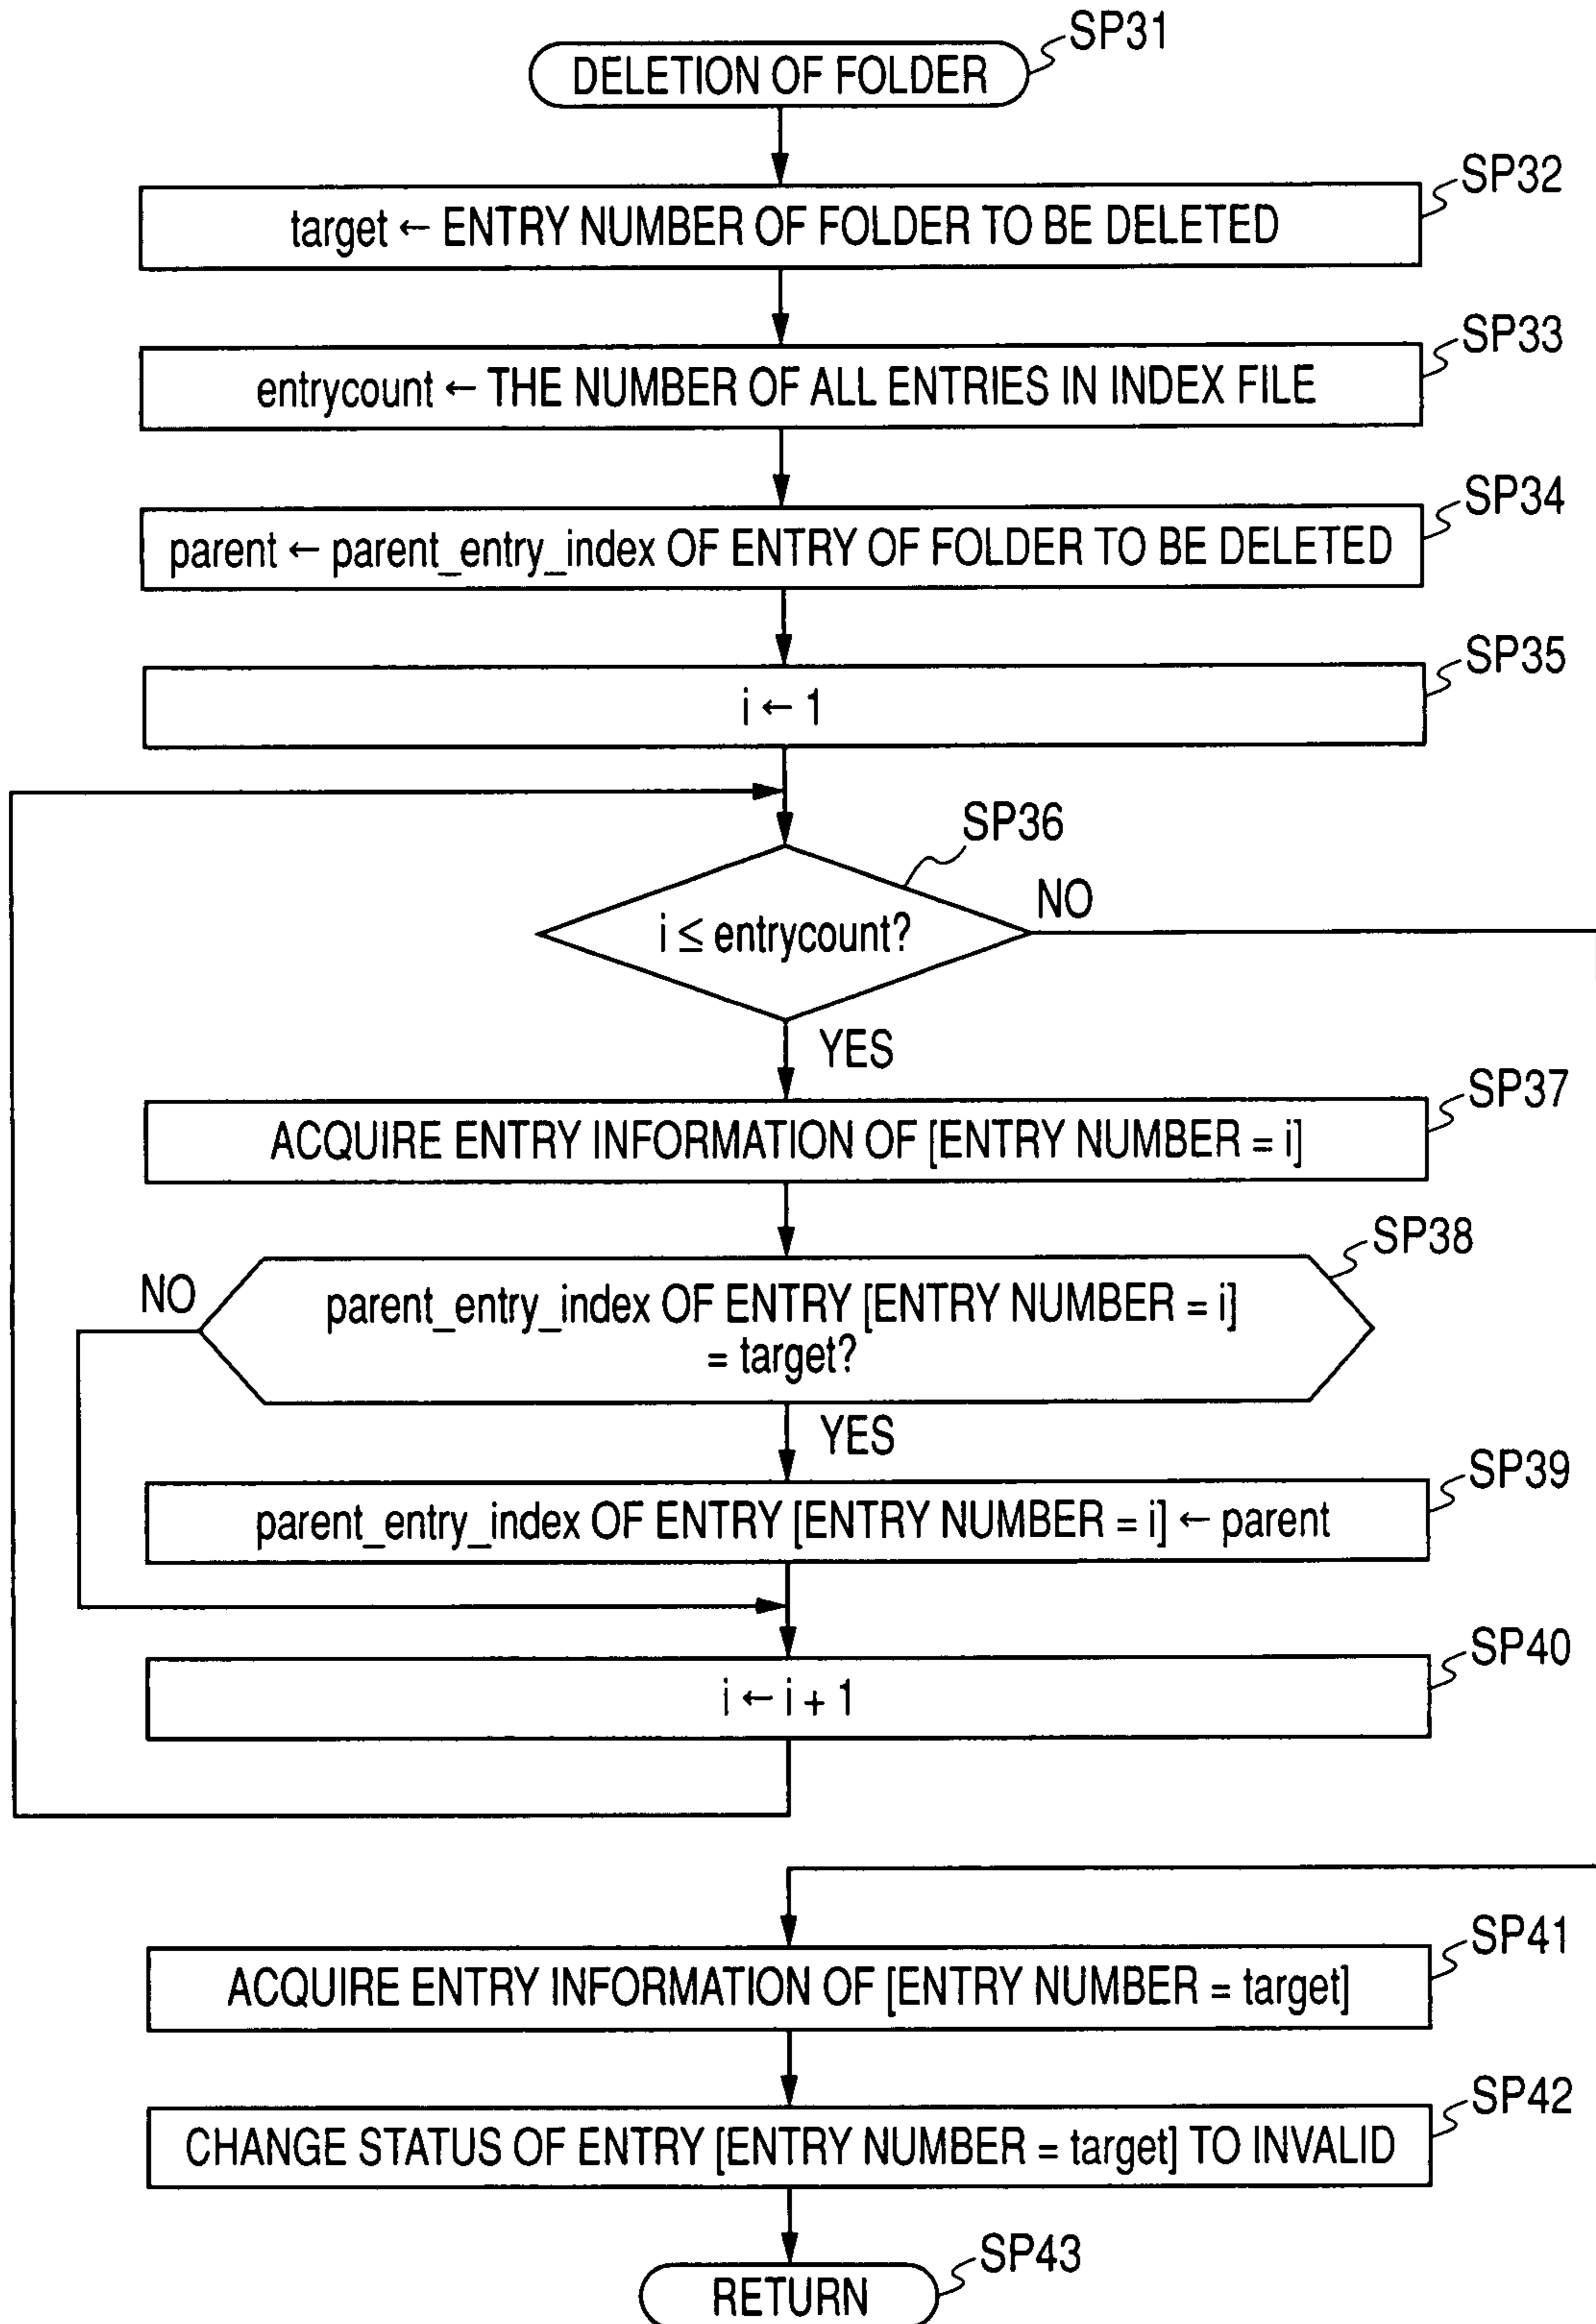 SP31
DELETION OF FOLDER
SP32
target ← ENTRY NUMBER OF FOLDER TO BE DELETED
SP33
entrycount ← THE NUMBER OF ALL ENTRIES IN INDEX FILE
SP34
parent ← parent_entry_index OF ENTRY OF FOLDER TO BE DELETED
SP35
i ← 1
SP36
i ≤ entrycount?
NO
YES
SP37
ACQUIRE ENTRY INFORMATION OF [ENTRY NUMBER = i]
SP38
NO
parent_entry_index OF ENTRY [ENTRY NUMBER = i]
= target?
YES
SP39
parent_entry_index OF ENTRY [ENTRY NUMBER = i] ← parent
SP40
i ← i + 1
SP41
ACQUIRE ENTRY INFORMATION OF [ENTRY NUMBER = target]
SP42
CHANGE STATUS OF ENTRY [ENTRY NUMBER = target] TO INVALID
SP43
RETURN